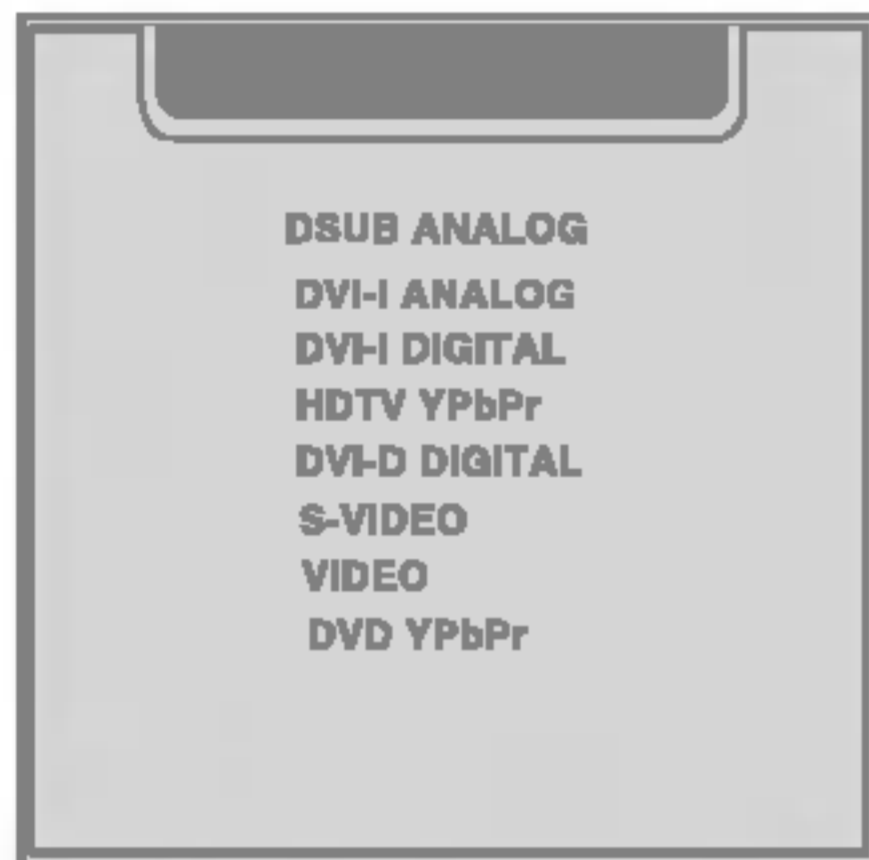 DSUB ANALOG
DVI-I ANALOG
DVI-I DIGITAL
HDTV YPbPr
DVI-D DIGITAL
S-VIDEO
VIDEO
DVD YPbPr